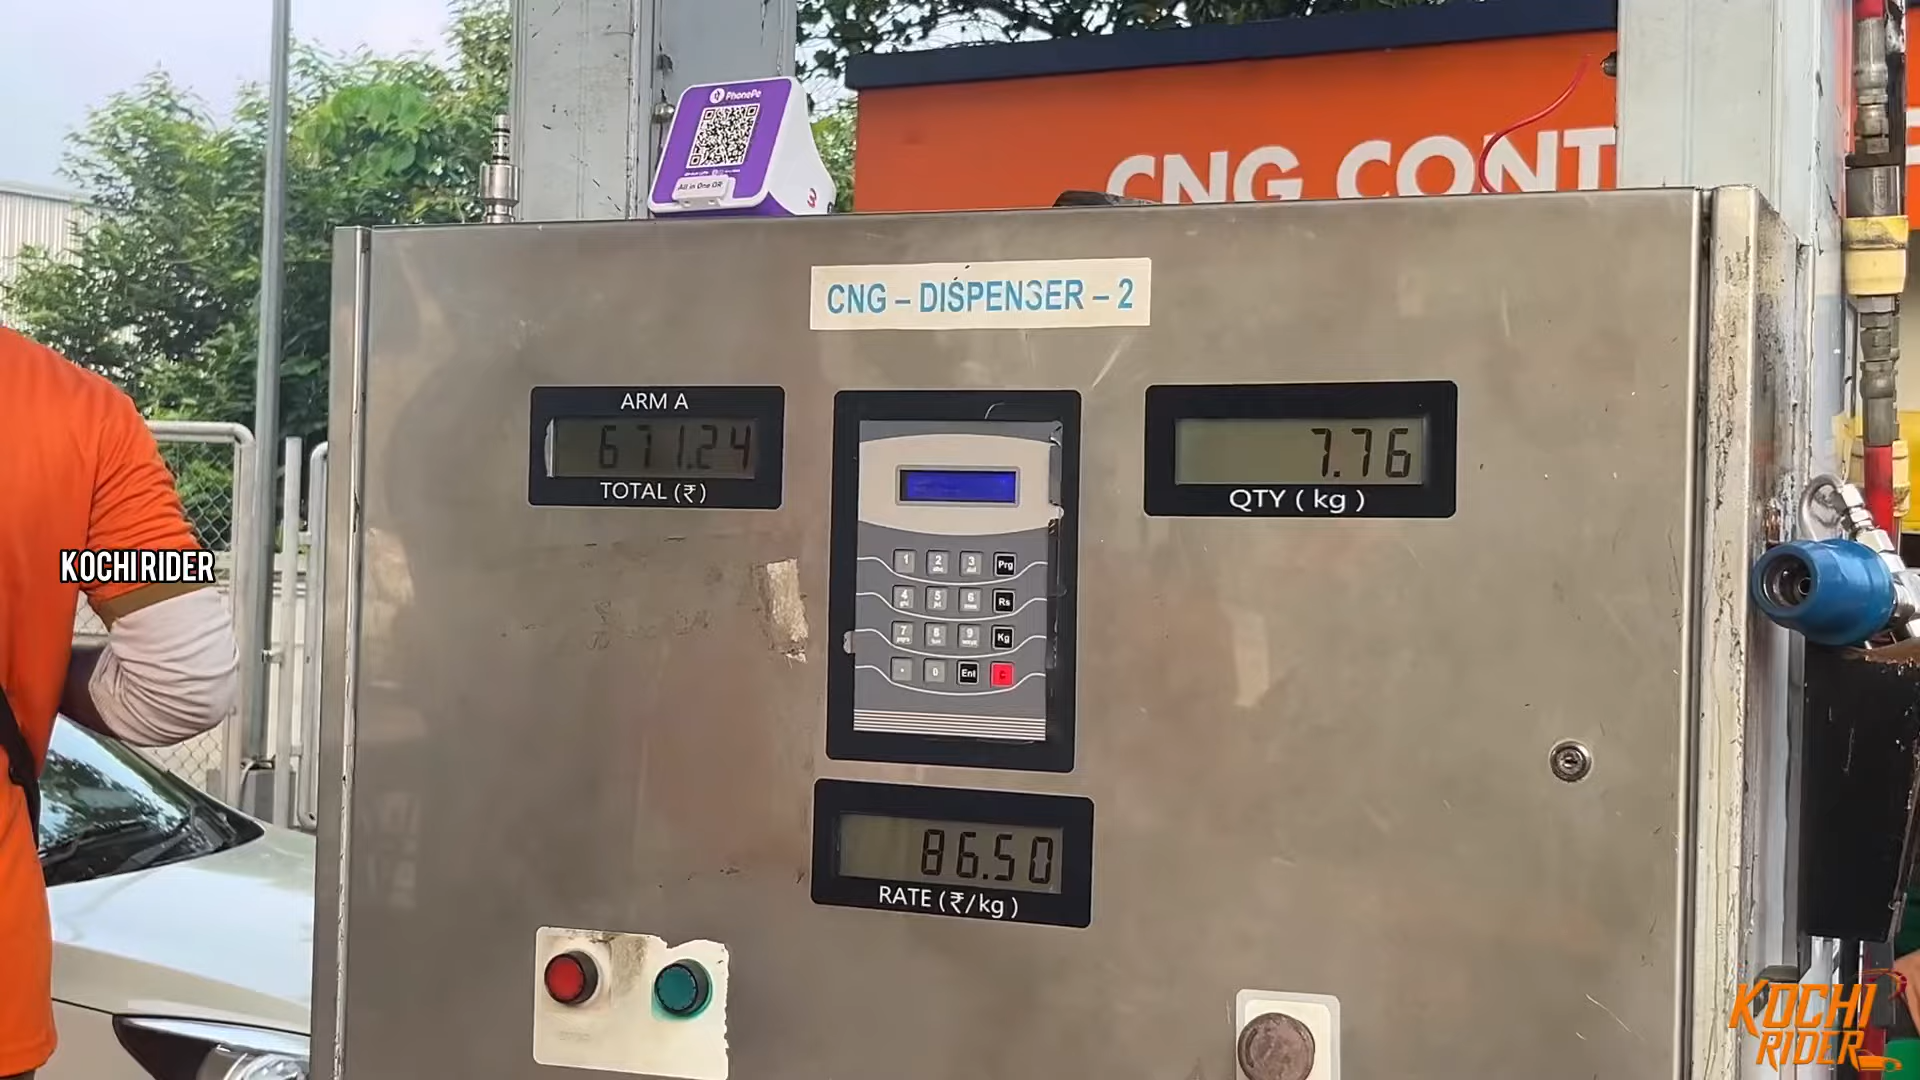 PhonePe
All in One QR
CNG CONT
CNG – DISPENSER – 2
ARM A
671.24
TOTAL (₹)
7.76
QTY ( kg )
1 2 3 Prg
4 5 6 Rs
7 8 9 Kg
. 0 Ent C
86.50
RATE (₹/kg )
KOCHI RIDER
KOCHI
RIDER